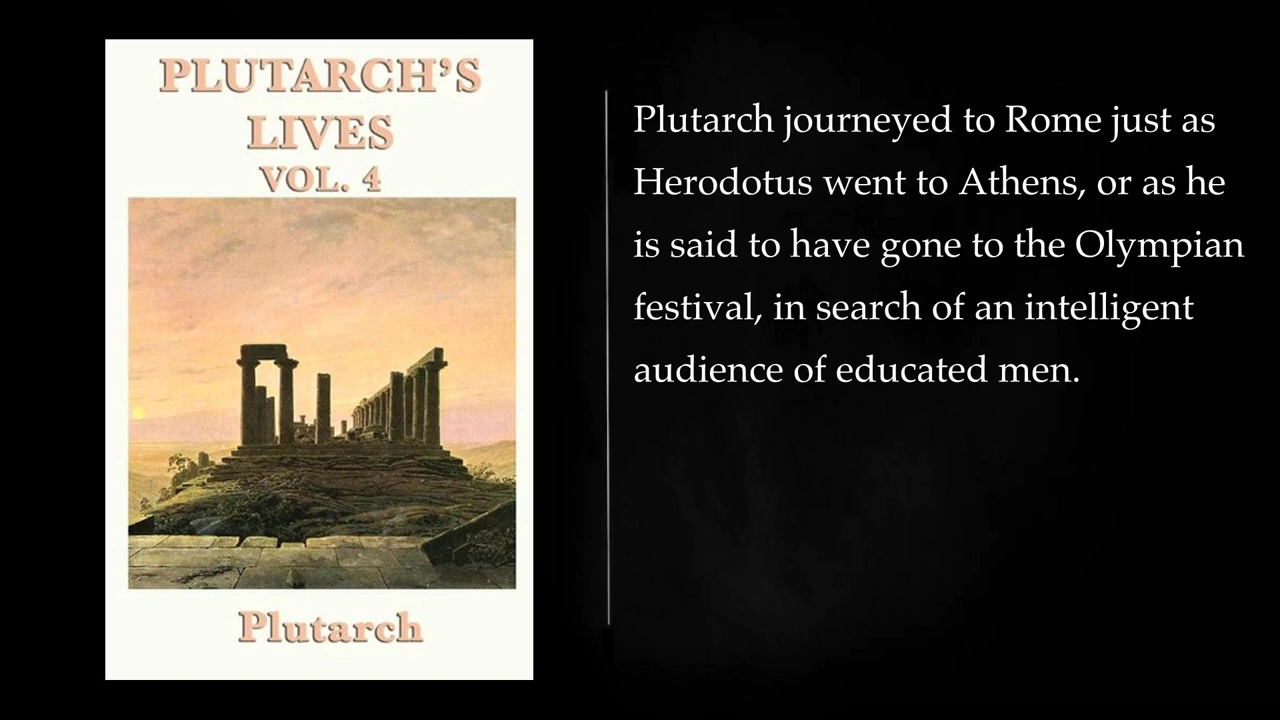 PLUTARCH'S
LIVES
VOL. 4
Plutarch
Plutarch journeyed to Rome just as
Herodotus went to Athens, or as he
is said to have gone to the Olympian
festival, in search of an intelligent
audience of educated men.